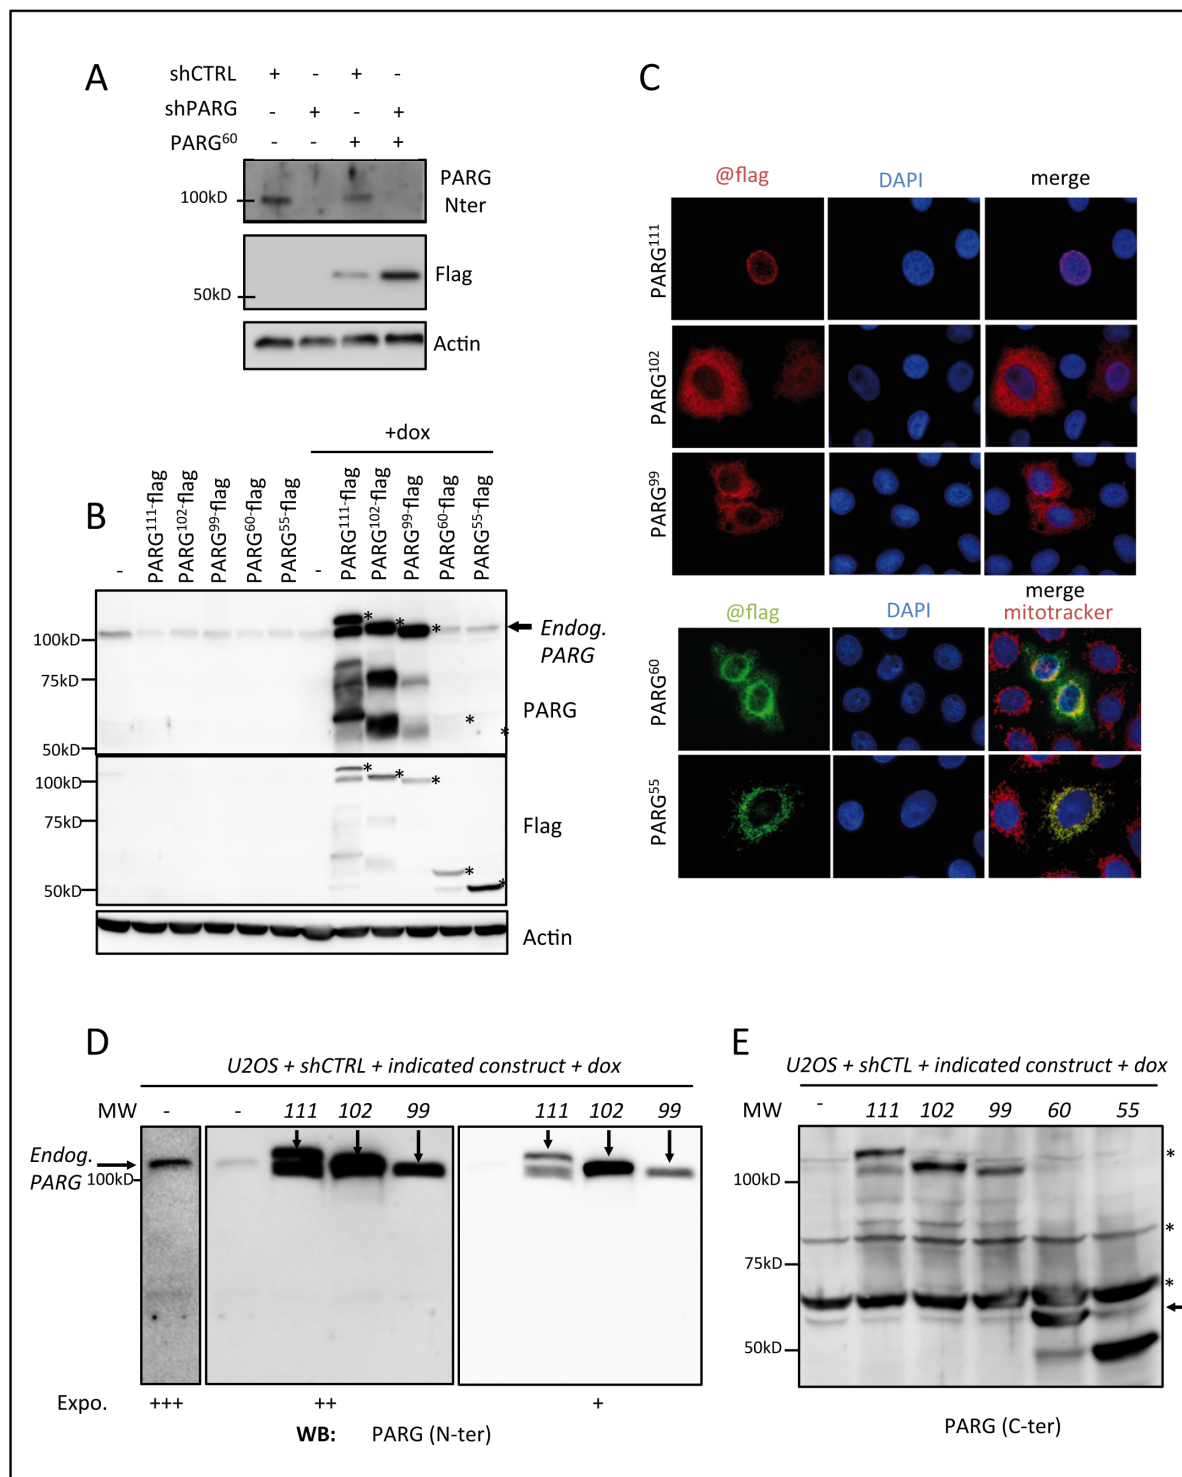 A
shCTRL + - + -
shPARG - + - +
PARG60 - - + +
100kD
PARG
Nter
50kD
Flag
Actin
C
@flag DAPI merge
PARG111
PARG102
PARG99
merge
@flag DAPI mitotracker
PARG60
PARG55
B
+dox
- PARG111-flag PARG102-flag PARG99-flag PARG60-flag PARG55-flag - PARG111-flag PARG102-flag PARG99-flag PARG60-flag PARG55-flag
100kD
75kD
50kD
* * * * *
Endog.
PARG
PARG
100kD
75kD
50kD
* * * * *
Flag
Actin
D
U2OS + shCTRL + indicated construct + dox
MW - - 111 102 99 111 102 99
Endog.
PARG
100kD
Expo. +++ ++ +
WB: PARG (N-ter)
E
U2OS + shCTL + indicated construct + dox
MW - 111 102 99 60 55
100kD
75kD
50kD
*
*
*
PARG (C-ter)